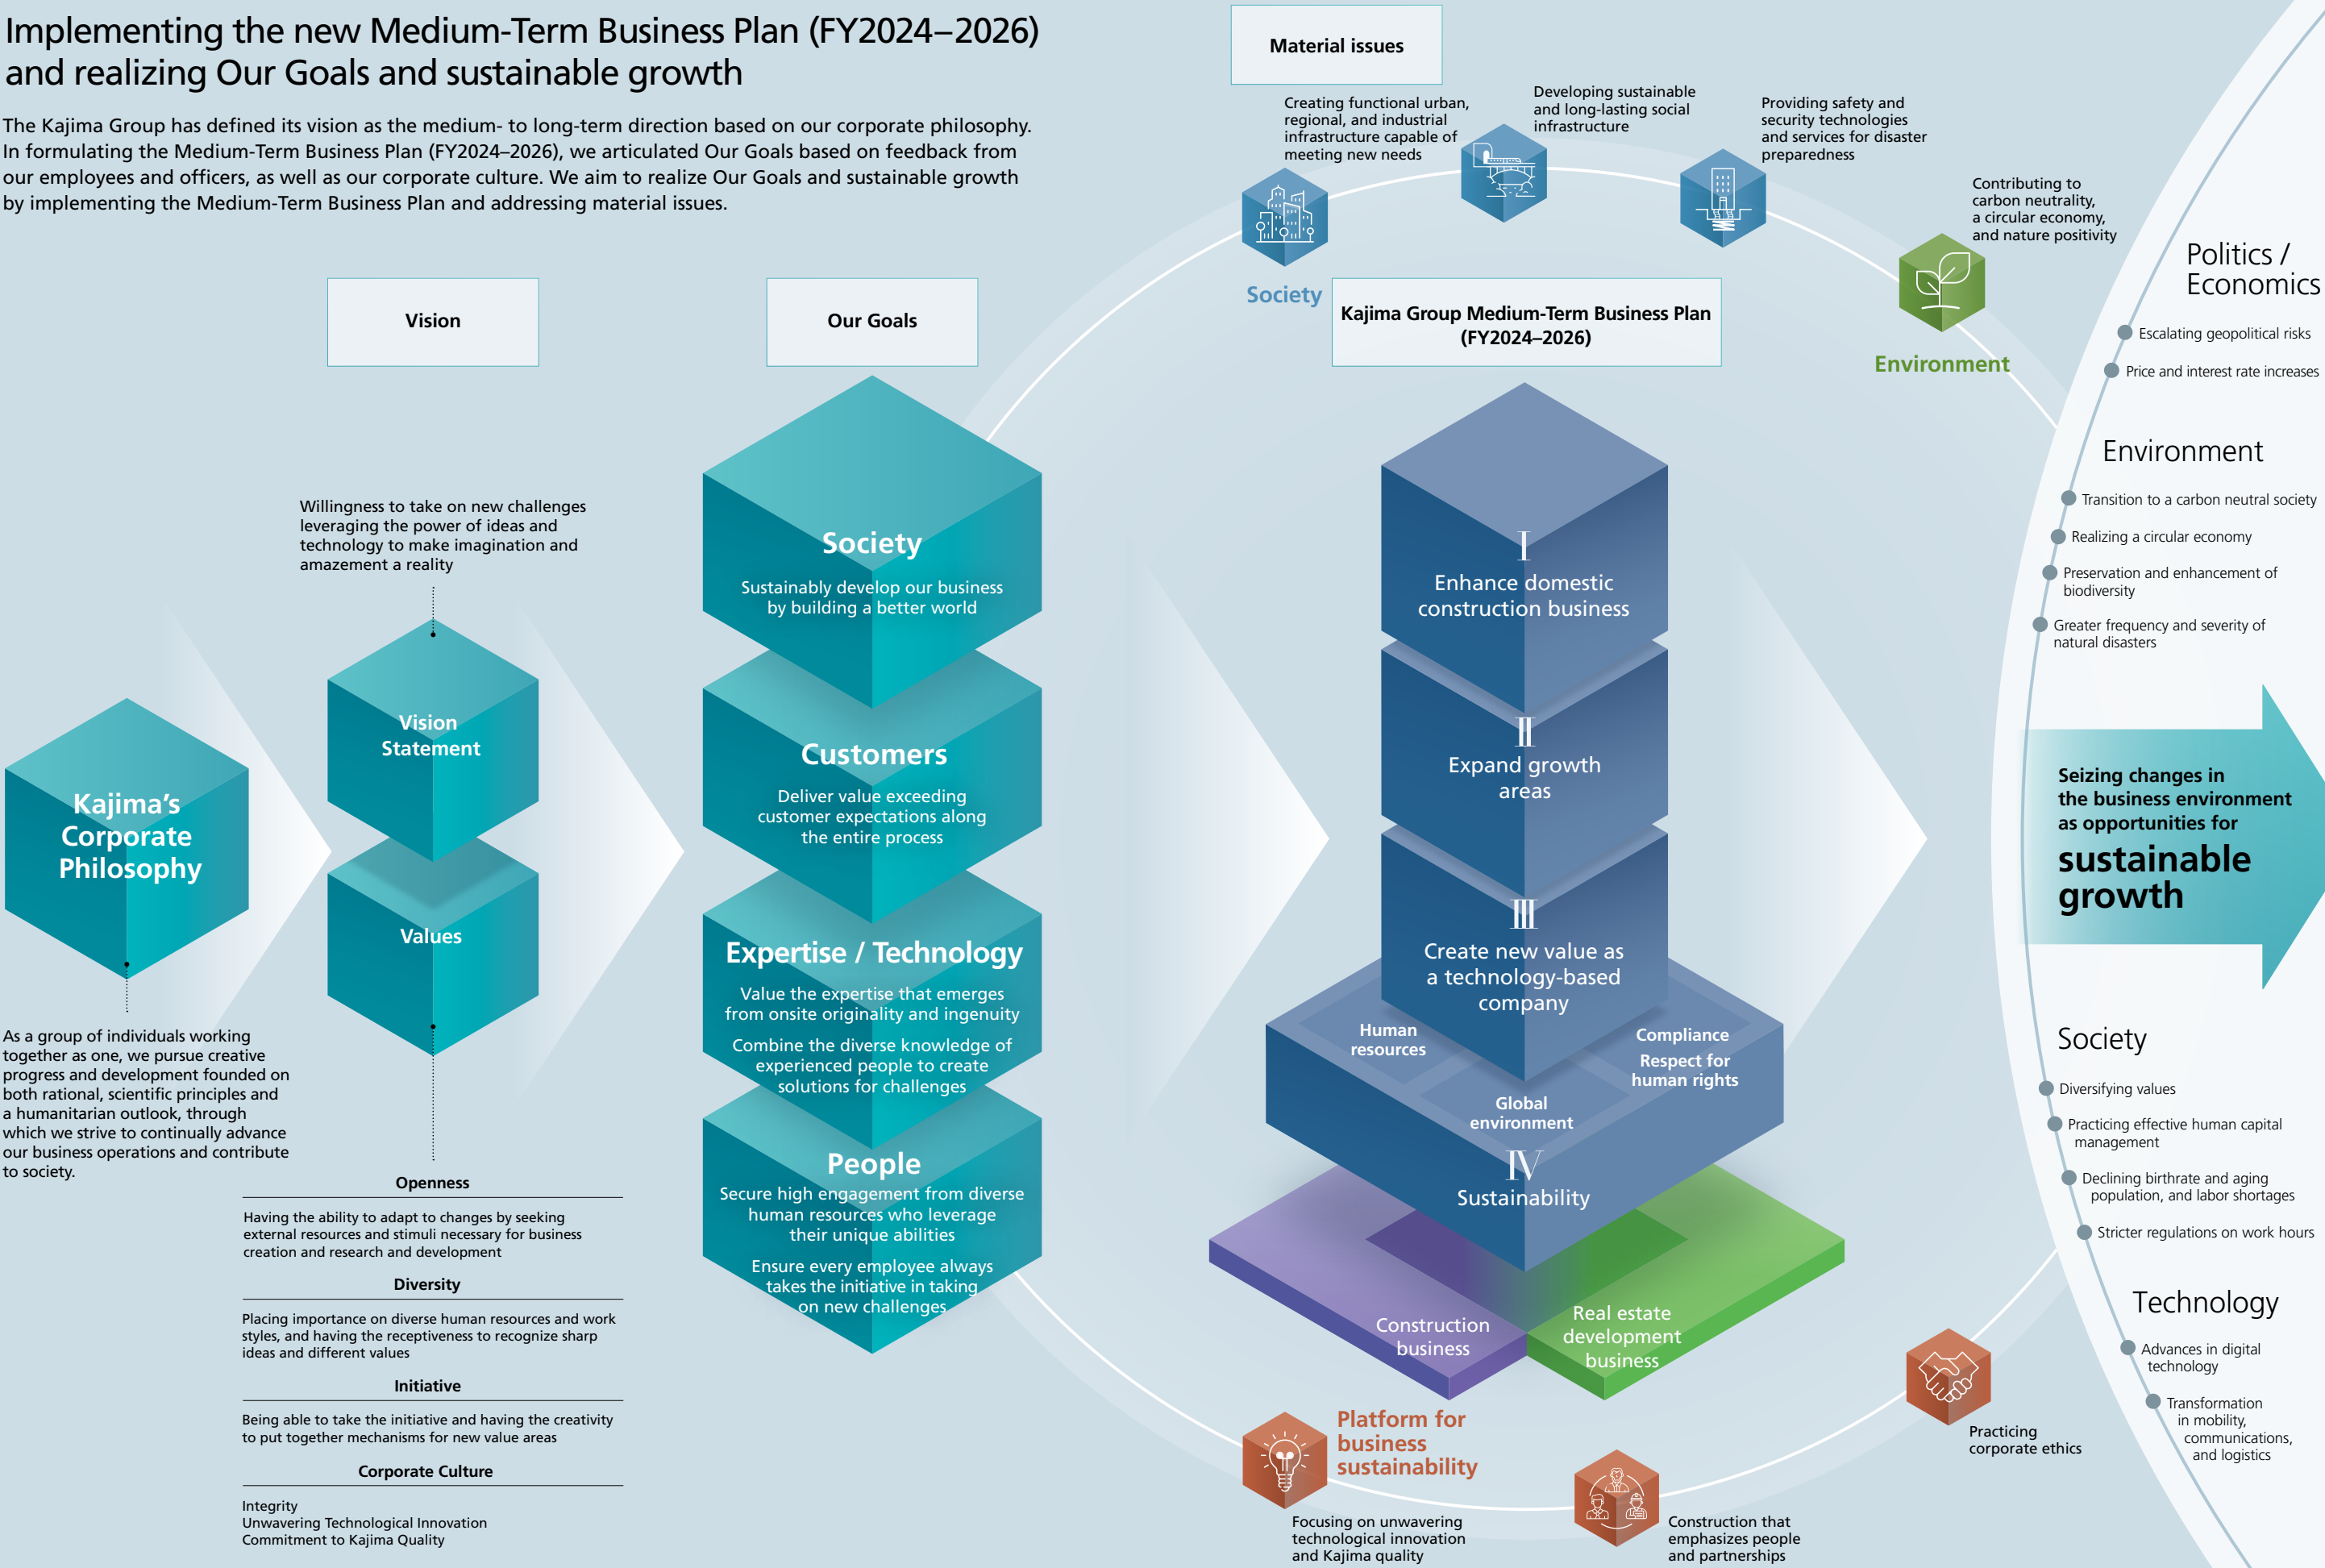 Implementing the new Medium-Term Business Plan (FY2024–2026)
and realizing Our Goals and sustainable growth
The Kajima Group has defined its vision as the medium- to long-term direction based on our corporate philosophy.
In formulating the Medium-Term Business Plan (FY2024–2026), we articulated Our Goals based on feedback from
our employees and officers, as well as our corporate culture. We aim to realize Our Goals and sustainable growth
by implementing the Medium-Term Business Plan and addressing material issues.
Kajima's
Corporate
Philosophy
As a group of individuals working
together as one, we pursue creative
progress and development founded on
both rational, scientific principles and
a humanitarian outlook, through
which we strive to continually advance
our business operations and contribute
to society.
Vision
Willingness to take on new challenges
leveraging the power of ideas and
technology to make imagination and
amazement a reality
Vision
Statement
Values
Openness
Having the ability to adapt to changes by seeking
external resources and stimuli necessary for business
creation and research and development
Diversity
Placing importance on diverse human resources and work
styles, and having the receptiveness to recognize sharp
ideas and different values
Initiative
Being able to take the initiative and having the creativity
to put together mechanisms for new value areas
Corporate Culture
Integrity
Unwavering Technological Innovation
Commitment to Kajima Quality
Our Goals
Society
Sustainably develop our business
by building a better world
Customers
Deliver value exceeding
customer expectations along
the entire process
Expertise / Technology
Value the expertise that emerges
from onsite originality and ingenuity
Combine the diverse knowledge of
experienced people to create
solutions for challenges
People
Secure high engagement from diverse
human resources who leverage
their unique abilities
Ensure every employee always
takes the initiative in taking
on new challenges
Material issues
Creating functional urban,
regional, and industrial
infrastructure capable of
meeting new needs
Developing sustainable
and long-lasting social
infrastructure
Providing safety and
security technologies
and services for disaster
preparedness
Society
Contributing to
carbon neutrality,
a circular economy,
and nature positivity
Environment
Kajima Group Medium-Term Business Plan
(FY2024–2026)
I
Enhance domestic
construction business
II
Expand growth
areas
III
Create new value as
a technology-based
company
Human
resources
Compliance
Respect for
human rights
Global
environment
IV
Sustainability
Construction
business
Real estate
development
business
Platform for
business
sustainability
Focusing on unwavering
technological innovation
and Kajima quality
Construction that
emphasizes people
and partnerships
Practicing
corporate ethics
Politics /
Economics
Escalating geopolitical risks
Price and interest rate increases
Environment
Transition to a carbon neutral society
Realizing a circular economy
Preservation and enhancement of
biodiversity
Greater frequency and severity of
natural disasters
Seizing changes in
the business environment
as opportunities for
sustainable
growth
Society
Diversifying values
Practicing effective human capital
management
Declining birthrate and aging
population, and labor shortages
Stricter regulations on work hours
Technology
Advances in digital
technology
Transformation
in mobility,
communications,
and logistics